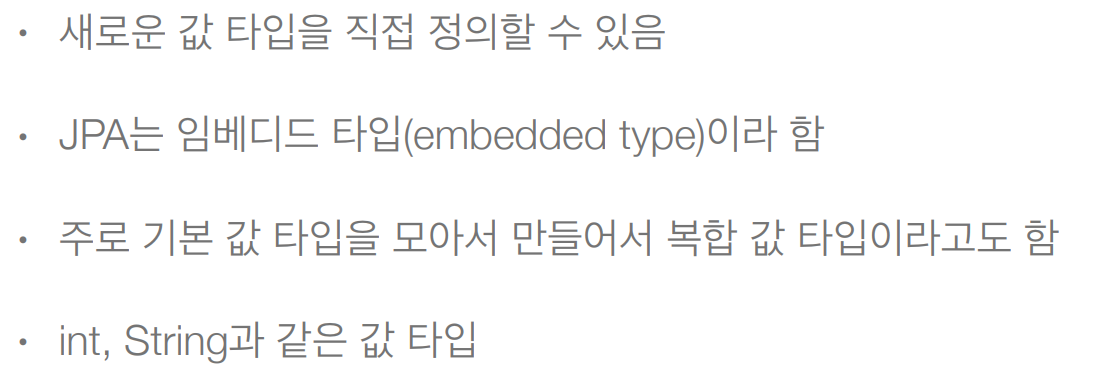 • 새로운 값 타입을 직접 정의할 수 있음
• JPA는 임베디드 타입(embedded type)이라 함
• 주로 기본 값 타입을 모아서 만들어서 복합 값 타입이라고도 함
• int, String과 같은 값 타입